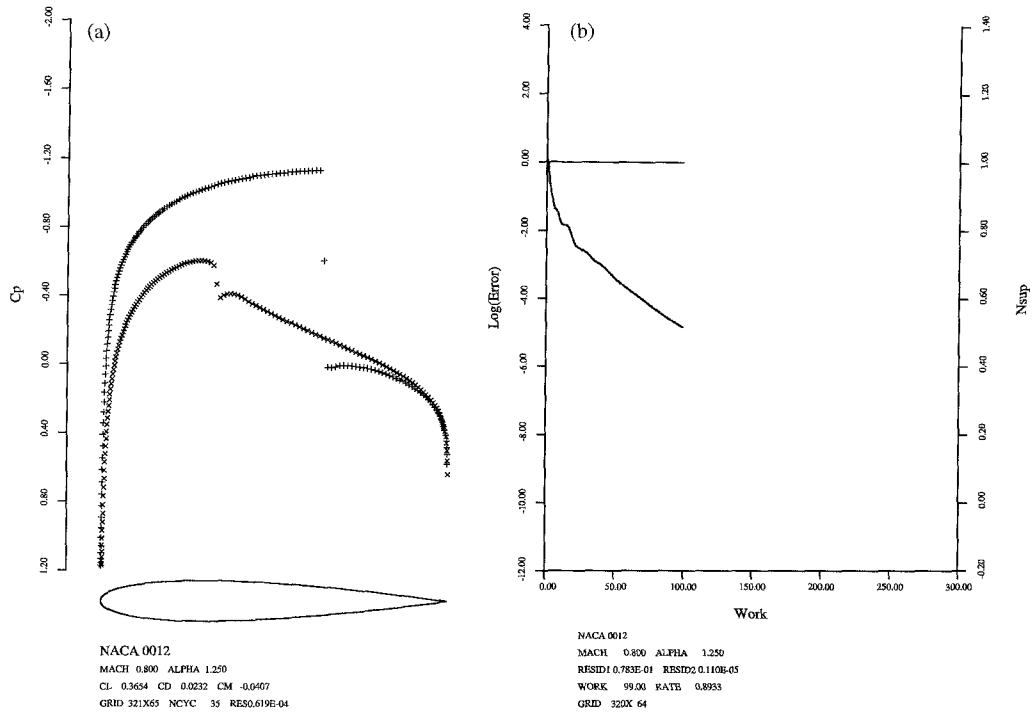 (a)
-2.00
-1.60
-1.20
-0.80
-0.40
0.00
0.40
0.80
1.20
Cp
NACA 0012
MACH 0.800 ALPHA 1.250
CL 0.3654 CD 0.0232 CM -0.0407
GRID 321X65 NCYC 35 RES0.619E-04
(b)
4.00
2.00
0.00
-2.00
-4.00
-6.00
-8.00
-10.00
-12.00
Log(Error)
1.40
1.20
1.00
0.80
0.60
0.40
0.20
0.00
-0.20
Nsup
0.00 50.00 100.00 150.00 200.00 250.00 300.00
Work
NACA 0012
MACH 0.800 ALPHA 1.250
RESID1 0.783E-01 RESID2 0.110E-05
WORK 99.00 RATE 0.8933
GRID 320X 64